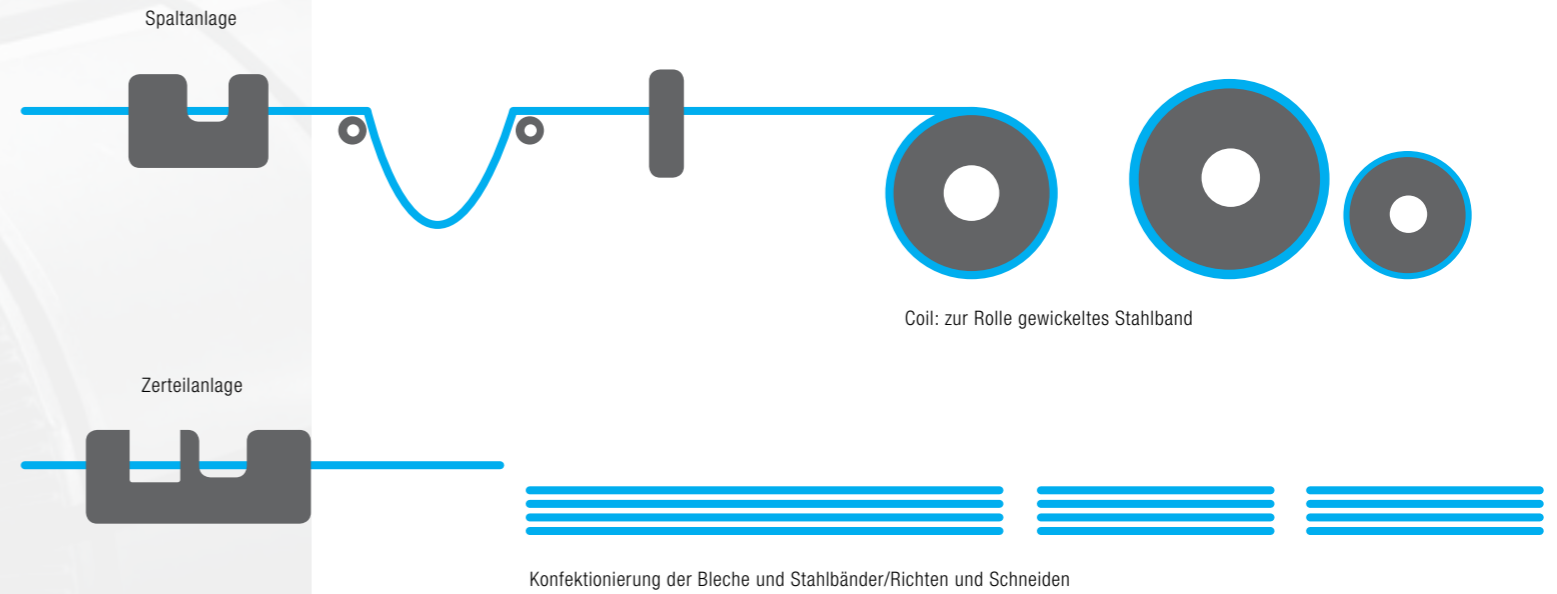 Spaltanlage
Coil: zur Rolle gewickeltes Stahlband
Zerteilanlage
Konfektionierung der Bleche und Stahlbänder/Richten und Schneiden